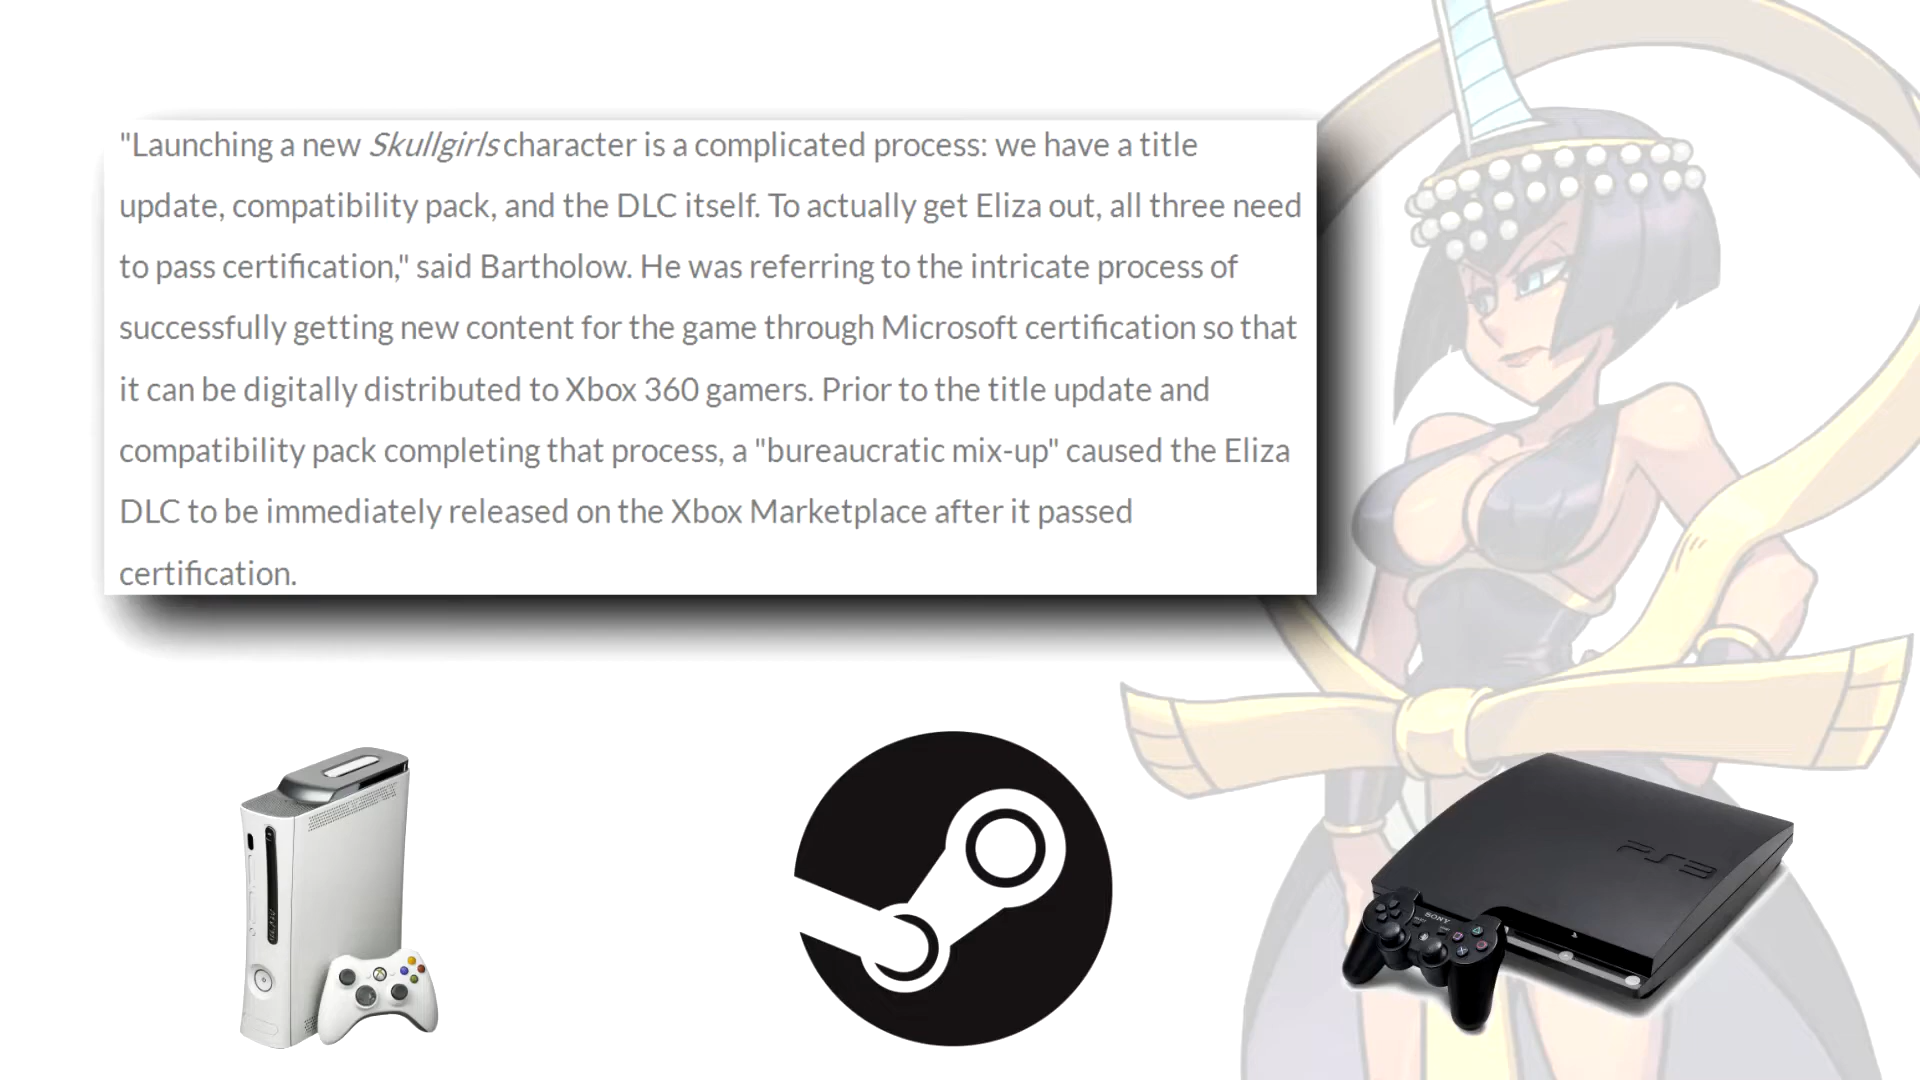 "Launching a new Skullgirls character is a complicated process: we have a title
update, compatibility pack, and the DLC itself. To actually get Eliza out, all three need
to pass certification," said Bartholow. He was referring to the intricate process of
successfully getting new content for the game through Microsoft certification so that
it can be digitally distributed to Xbox 360 gamers. Prior to the title update and
compatibility pack completing that process, a "bureaucratic mix-up" caused the Eliza
DLC to be immediately released on the Xbox Marketplace after it passed
certification.
PS3
SONY